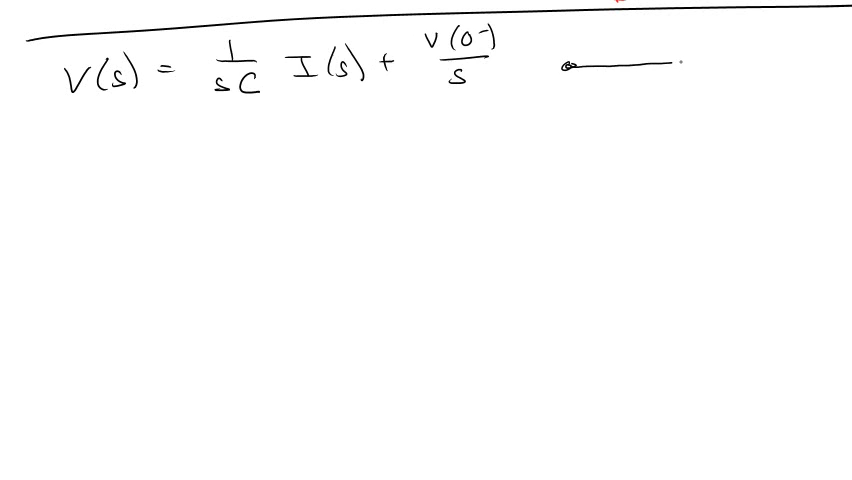 V(s) = 1/sC I(s) + v(0⁻)/s